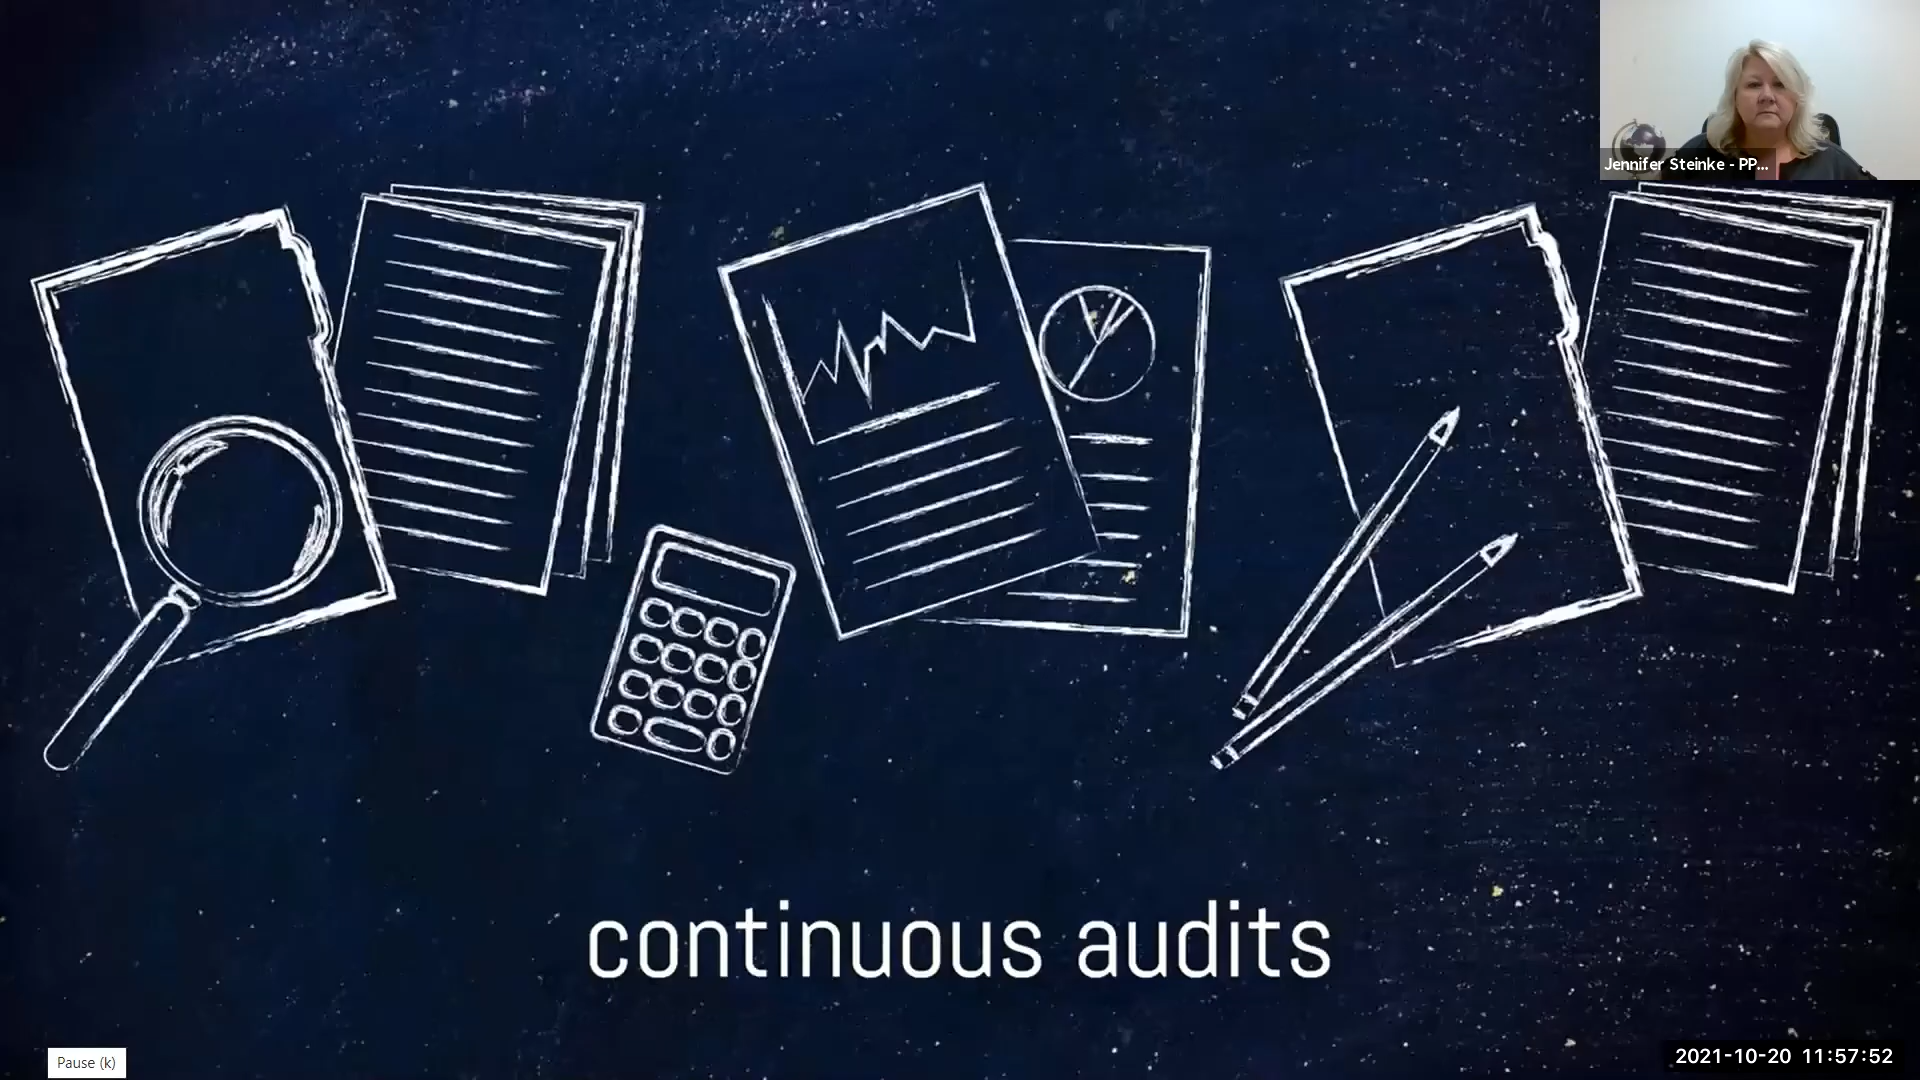 Jennifer Steinke - PP...
continuous audits
Pause (k)
2021-10-20 11:57:52